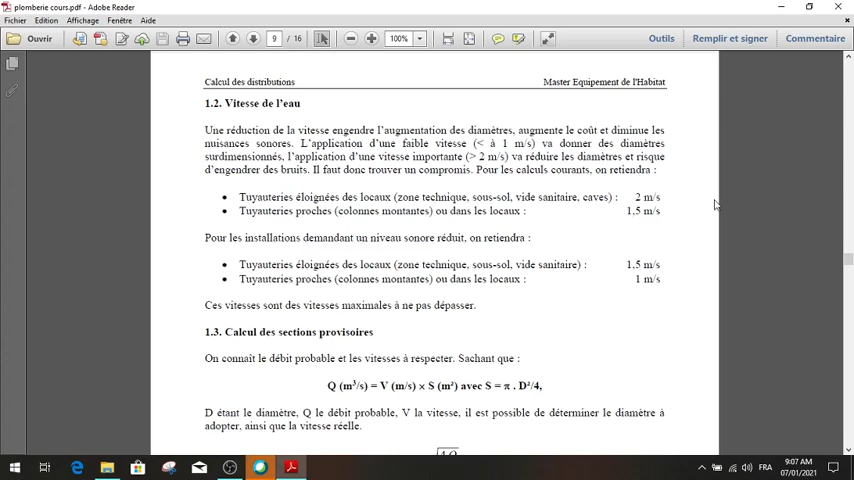 plomberie cours.pdf - Adobe Reader
Fichier Edition Affichage Fenêtre Aide
Ouvrir 9 / 16 100% Outils Remplir et signer Commentaire
Calcul des distributions Master Equipement de l'Habitat
1.2. Vitesse de l'eau
Une réduction de la vitesse engendre l'augmentation des diamètres, augmente le coût et diminue les
nuisances sonores. L'application d'une faible vitesse (< à 1 m/s) va donner des diamètres
surdimensionnés, l'application d'une vitesse importante (> 2 m/s) va réduire les diamètres et risque
d'engendrer des bruits. Il faut donc trouver un compromis. Pour les calculs courants, on retiendra :
• Tuyauteries éloignées des locaux (zone technique, sous-sol, vide sanitaire, caves) : 2 m/s
• Tuyauteries proches (colonnes montantes) ou dans les locaux : 1,5 m/s
Pour les installations demandant un niveau sonore réduit, on retiendra :
• Tuyauteries éloignées des locaux (zone technique, sous-sol, vide sanitaire) : 1,5 m/s
• Tuyauteries proches (colonnes montantes) ou dans les locaux : 1 m/s
Ces vitesses sont des vitesses maximales à ne pas dépasser.
1.3. Calcul des sections provisoires
On connaît le débit probable et les vitesses à respecter. Sachant que :
Q (m³/s) = V (m/s) × S (m²) avec S = π . D²/4,
D étant le diamètre, Q le débit probable, V la vitesse, il est possible de déterminer le diamètre à
adopter, ainsi que la vitesse réelle.
FRA 9:07 AM
07/01/2021